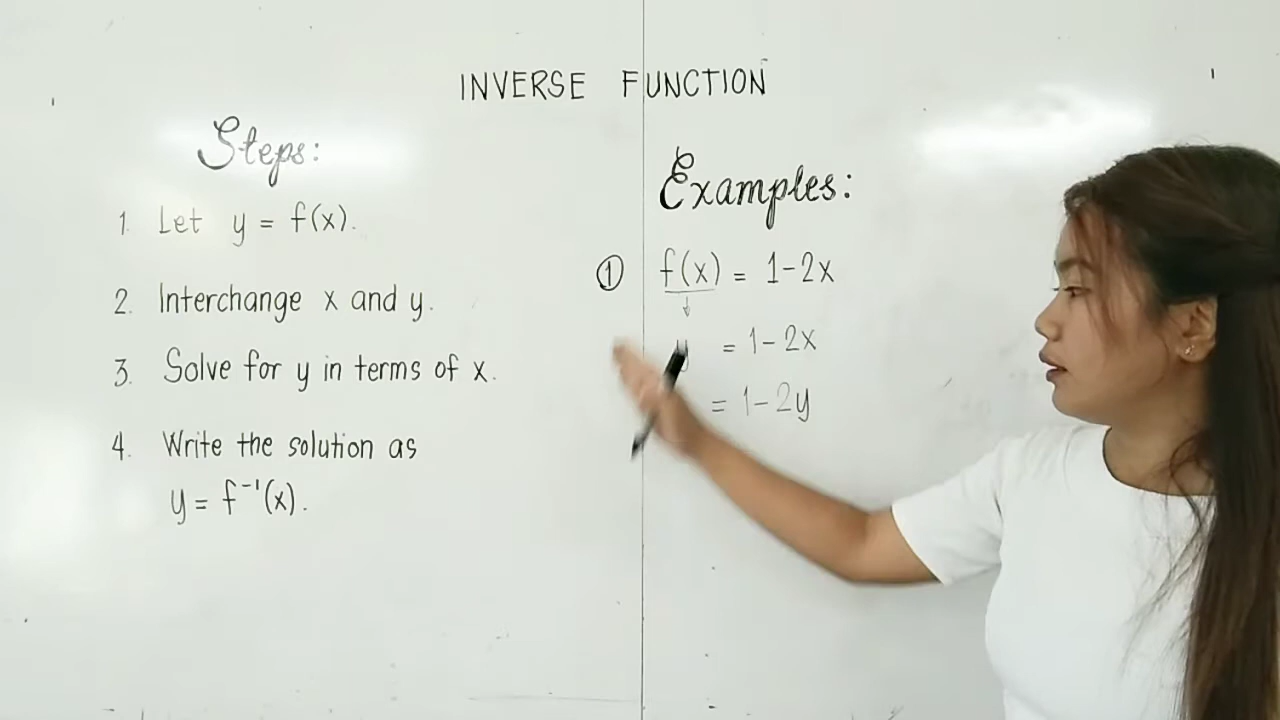 INVERSE FUNCTION
Steps:
1. Let y = f(x).
2. Interchange x and y.
3. Solve for y in terms of x.
4. Write the solution as
y = f⁻¹(x).
Examples:
① f(x) = 1-2x
↓
= 1-2x
= 1-2y